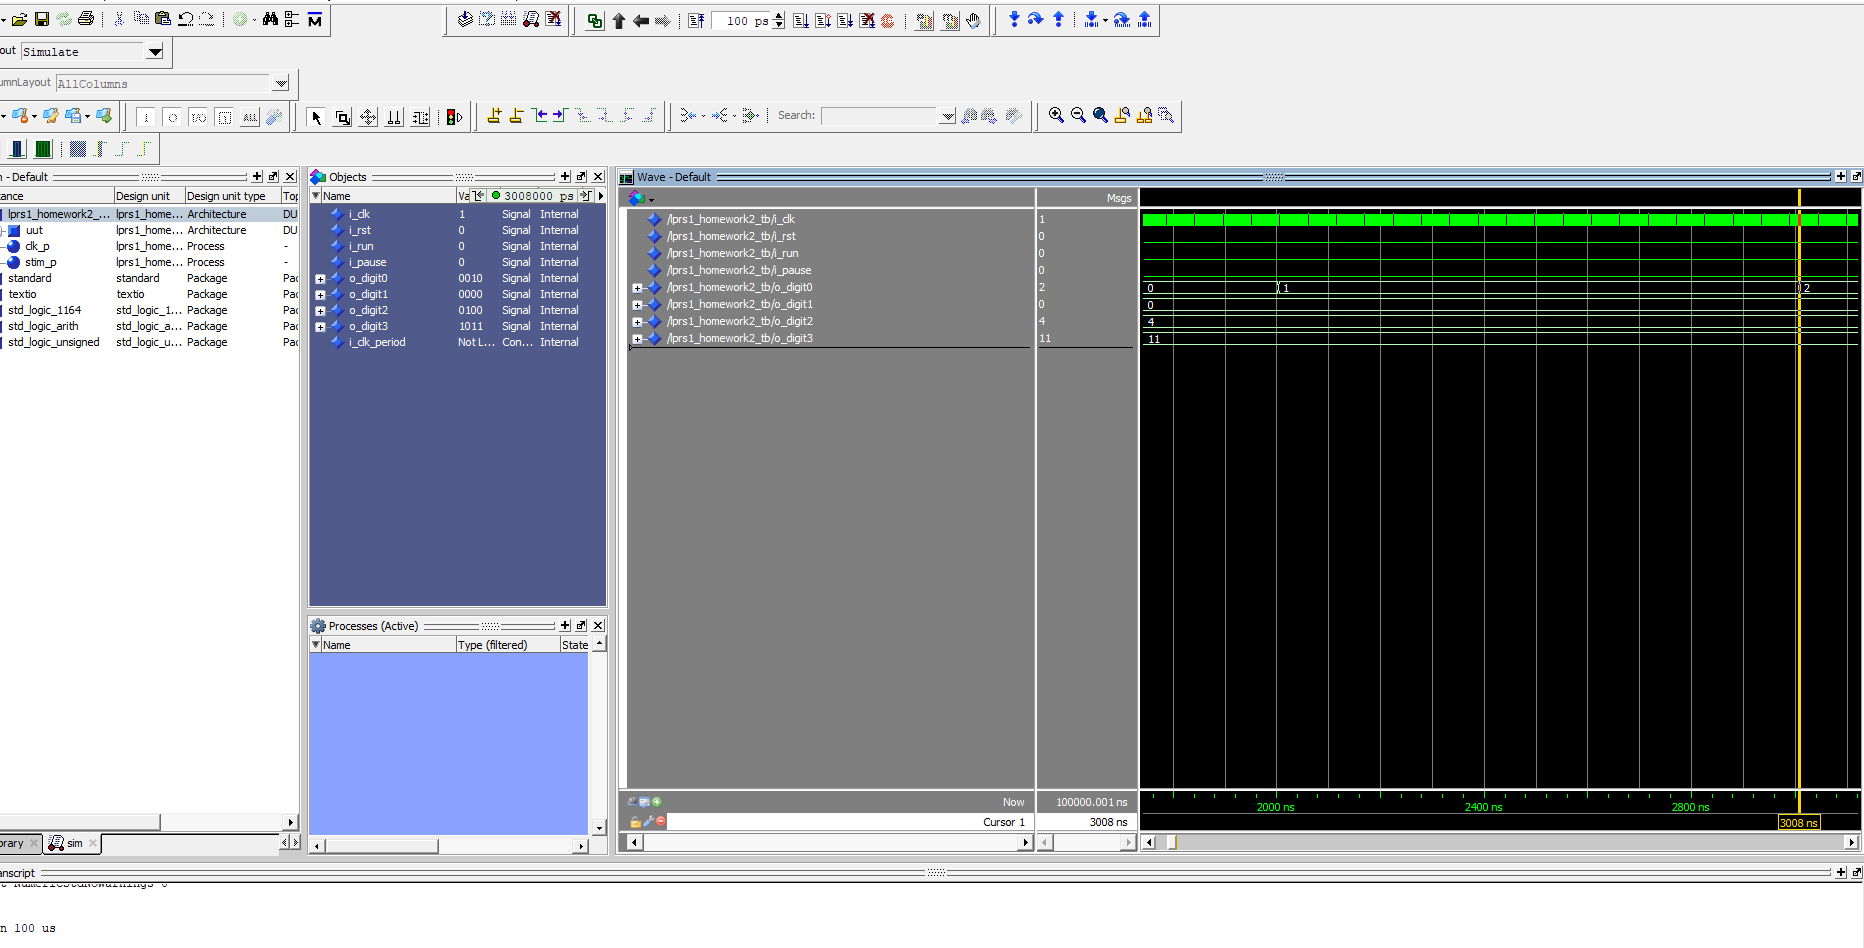 100 ps
out Simulate
umnLayout AllColumns
Search:
- Default
tance Design unit Design unit type Top
lprs1_homework2_... lprs1_home... Architecture DU
uut lprs1_home... Architecture DU
clk_p lprs1_home... Process -
stim_p lprs1_home... Process -
standard standard Package Pac
textio textio Package Pac
std_logic_1164 std_logic_1... Package Pac
std_logic_arith std_logic_a... Package Pac
std_logic_unsigned std_logic_u... Package Pac
brary sim
Objects
Name Va 3008000 ps
i_clk 1 Signal Internal
i_rst 0 Signal Internal
i_run 0 Signal Internal
i_pause 0 Signal Internal
o_digit0 0010 Signal Internal
o_digit1 0000 Signal Internal
o_digit2 0100 Signal Internal
o_digit3 1011 Signal Internal
i_clk_period Not L... Con... Internal
Processes (Active)
Name Type (filtered) State
Wave - Default
Msgs
/lprs1_homework2_tb/i_clk 1
/lprs1_homework2_tb/i_rst 0
/lprs1_homework2_tb/i_run 0
/lprs1_homework2_tb/i_pause 0
/lprs1_homework2_tb/o_digit0 2 0 1 2
/lprs1_homework2_tb/o_digit1 0 0
/lprs1_homework2_tb/o_digit2 4 4
/lprs1_homework2_tb/o_digit3 11 11
Now 100000.001 ns 2000 ns 2400 ns 2800 ns
Cursor 1 3008 ns 3008 ns
anscript
n 100 us